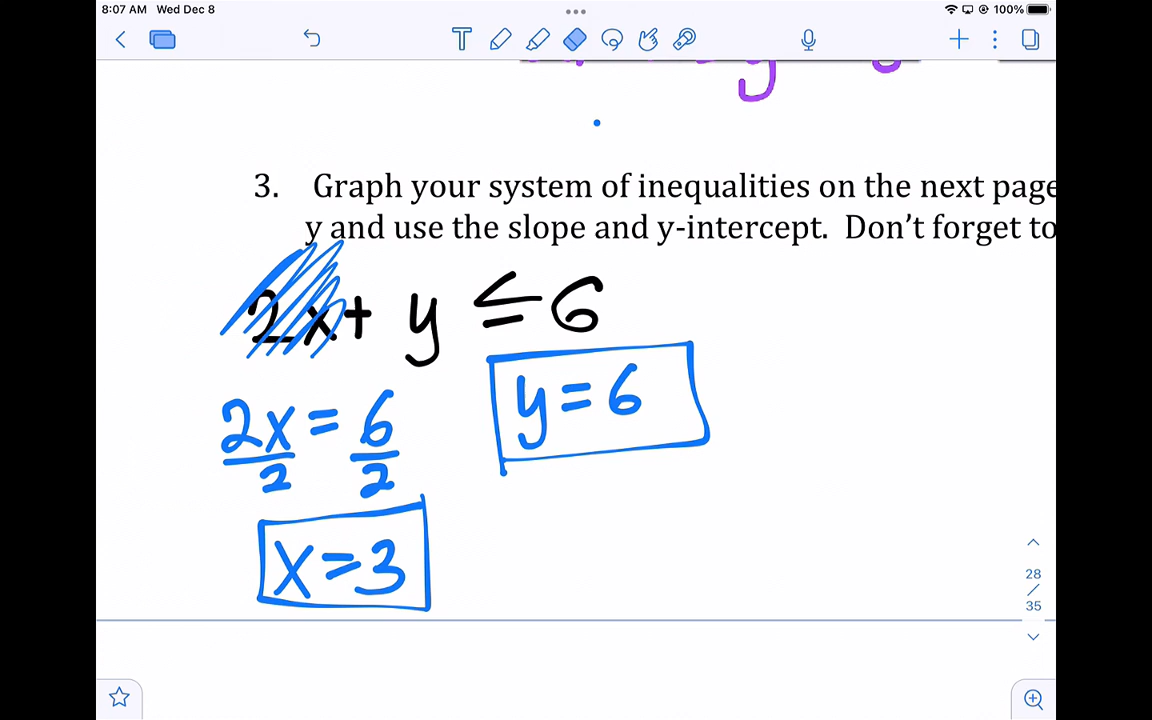 8:07 AM Wed Dec 8
100%
3. Graph your system of inequalities on the next page
y and use the slope and y-intercept. Don’t forget to
2x + y ≤ 6
y = 6
2x = 6
2 2
x = 3
28
/
35